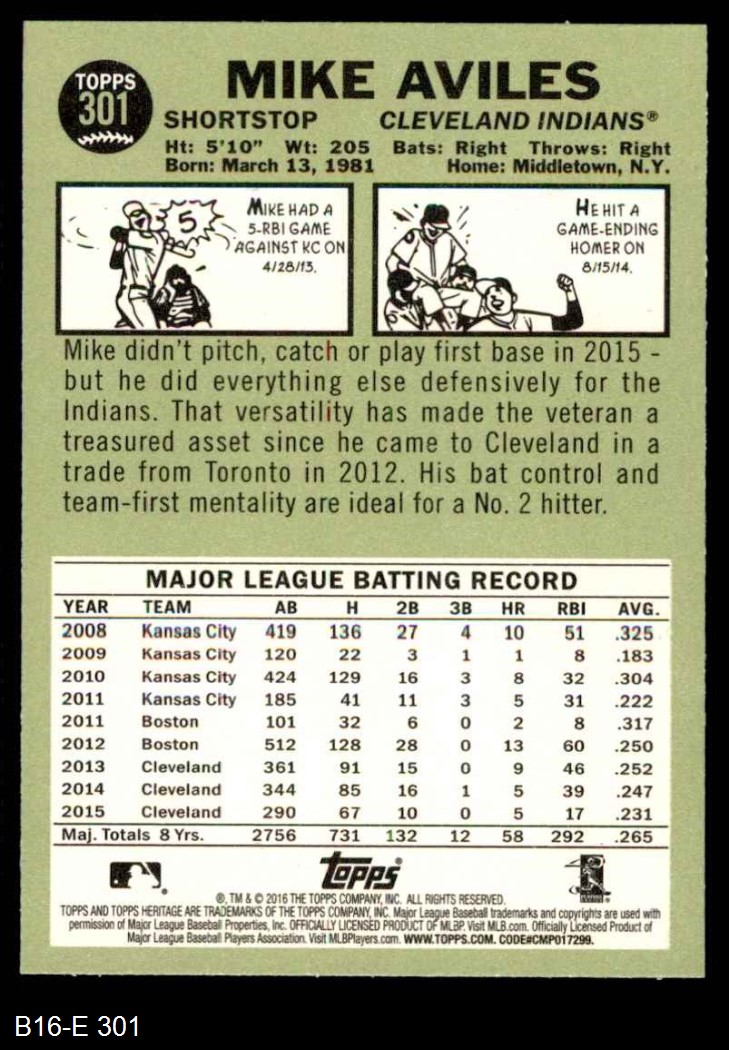 TOPPS
301
MIKE AVILES
SHORTSTOP CLEVELAND INDIANS®
Ht: 5'10" Wt: 205 Bats: Right Throws: Right
Born: March 13, 1981 Home: Middletown, N.Y.
5
MIKE HAD A
5-RBI GAME
AGAINST KC ON
4/28/13.
HE HIT A
GAME-ENDING
HOMER ON
8/15/14.
Mike didn't pitch, catch or play first base in 2015 -
but he did everything else defensively for the
Indians. That versatility has made the veteran a
treasured asset since he came to Cleveland in a
trade from Toronto in 2012. His bat control and
team-first mentality are ideal for a No. 2 hitter.
MAJOR LEAGUE BATTING RECORD
YEAR TEAM AB H 2B 3B HR RBI AVG.
2008 Kansas City 419 136 27 4 10 51 .325
2009 Kansas City 120 22 3 1 1 8 .183
2010 Kansas City 424 129 16 3 8 32 .304
2011 Kansas City 185 41 11 3 5 31 .222
2011 Boston 101 32 6 0 2 8 .317
2012 Boston 512 128 28 0 13 60 .250
2013 Cleveland 361 91 15 0 9 46 .252
2014 Cleveland 344 85 16 1 5 39 .247
2015 Cleveland 290 67 10 0 5 17 .231
Maj. Totals 8 Yrs. 2756 731 132 12 58 292 .265
topps
®, TM & © 2016 THE TOPPS COMPANY, INC. ALL RIGHTS RESERVED.
TOPPS AND TOPPS HERITAGE ARE TRADEMARKS OF THE TOPPS COMPANY, INC. Major League Baseball trademarks and copyrights are used with
permission of Major League Baseball Properties, Inc. OFFICIALLY LICENSED PRODUCT OF MLBP. Visit MLB.com. Officially Licensed Product of
Major League Baseball Players Association. Visit MLBPlayers.com. WWW.TOPPS.COM. CODE#CMP017299.
B16-E 301